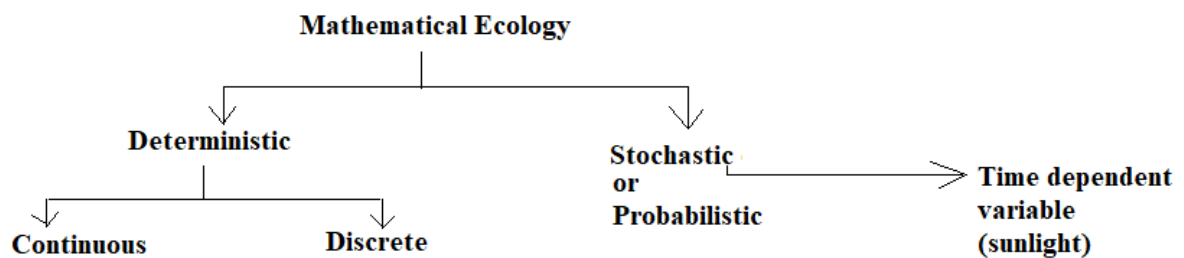 Mathematical Ecology
Deterministic
Stochastic
or
Probabilistic
Time dependent
variable
(sunlight)
Continuous
Discrete